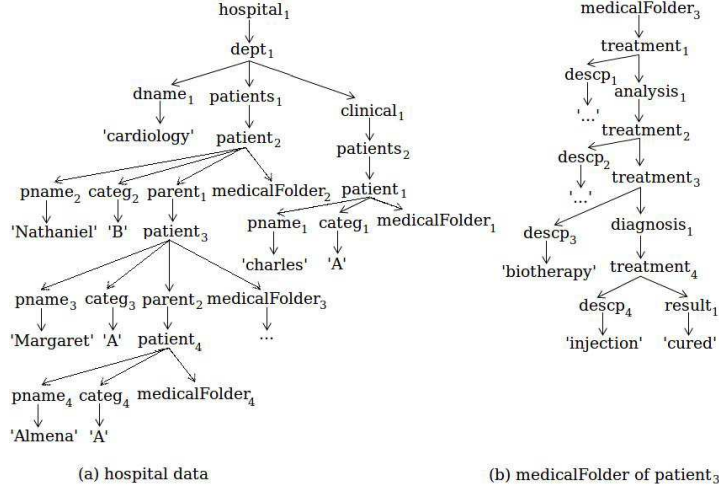 hospital1
dept1
dname1 patients1 clinical1
'cardiology' patient2 patients2
pname2 categ2 parent1 medicalFolder2 patient1
'Nathaniel' 'B' patient3 pname1 categ1 medicalFolder1
'charles' 'A'
pname3 categ3 parent2 medicalFolder3
'Margaret' 'A' patient4 ...
pname4 categ4 medicalFolder4
'Almena' 'A'
(a) hospital data
medicalFolder3
treatment1
descp1 analysis1
'...' treatment2
descp2 treatment3
'...'
descp3 diagnosis1
'biotherapy' treatment4
descp4 result1
'injection' 'cured'
(b) medicalFolder of patient3